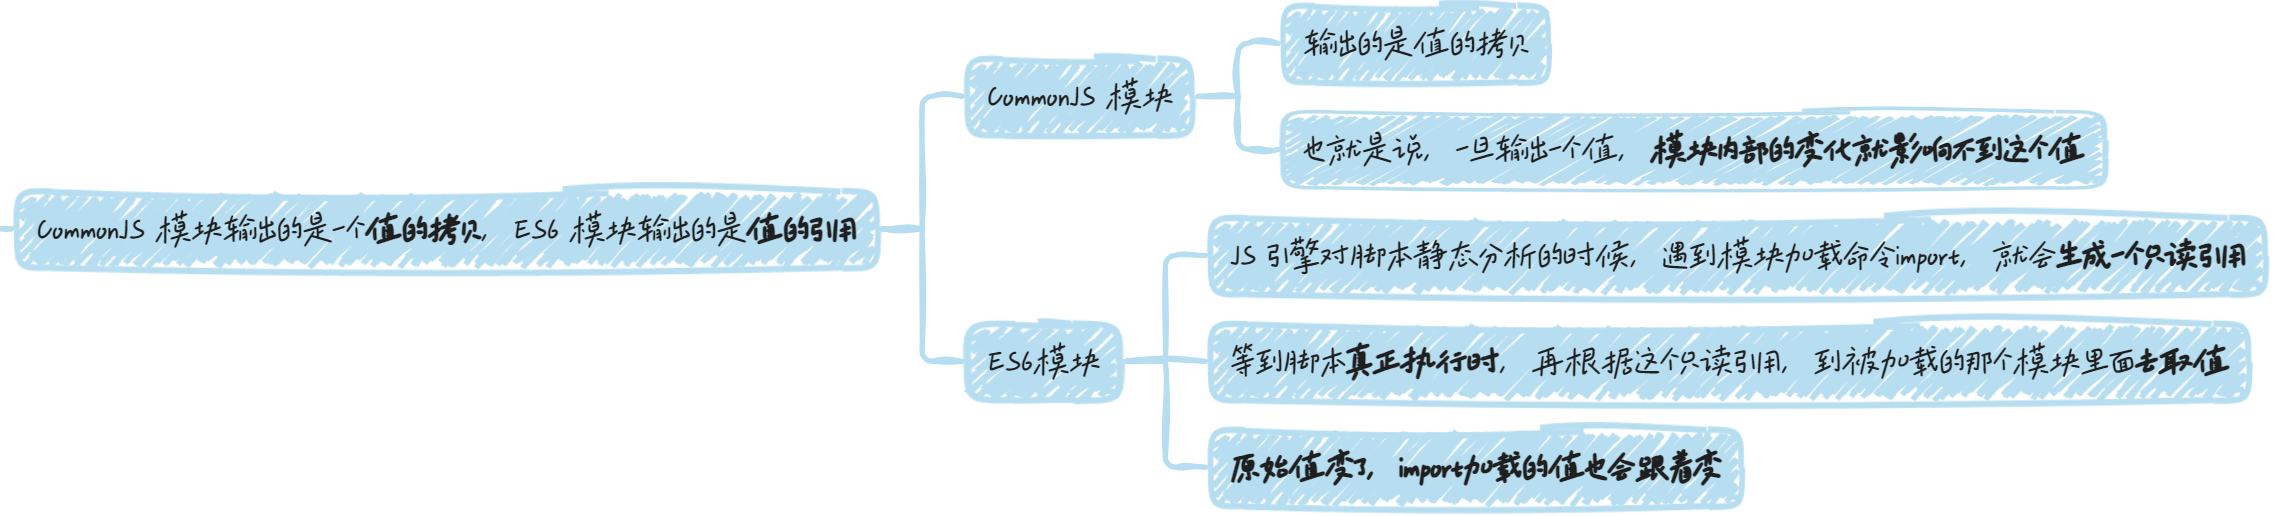 CommonJS 模块输出的是一个值的拷贝, ES6 模块输出的是值的引用
CommonJS 模块
输出的是值的拷贝
也就是说, 一旦输出一个值, 模块内部的变化就影响不到这个值
ES6模块
JS 引擎对脚本静态分析的时候, 遇到模块加载命令import, 就会生成一个只读引用
等到脚本真正执行时, 再根据这个只读引用, 到被加载的那个模块里面去取值
原始值变了, import加载的值也会跟着变